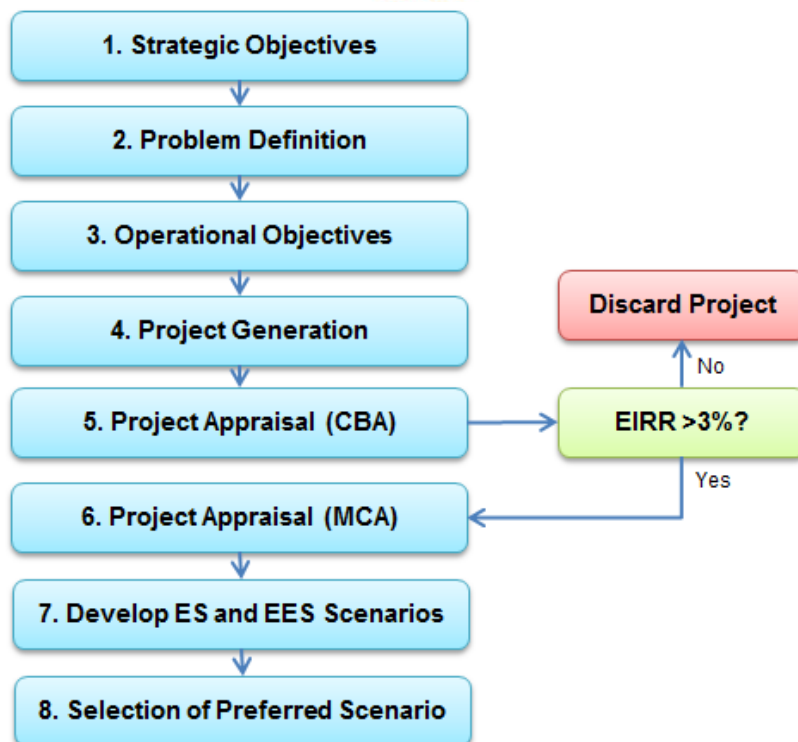 1. Strategic Objectives
2. Problem Definition
3. Operational Objectives
4. Project Generation
Discard Project
No
5. Project Appraisal (CBA)
EIRR >3%?
Yes
6. Project Appraisal (MCA)
7. Develop ES and EES Scenarios
8. Selection of Preferred Scenario